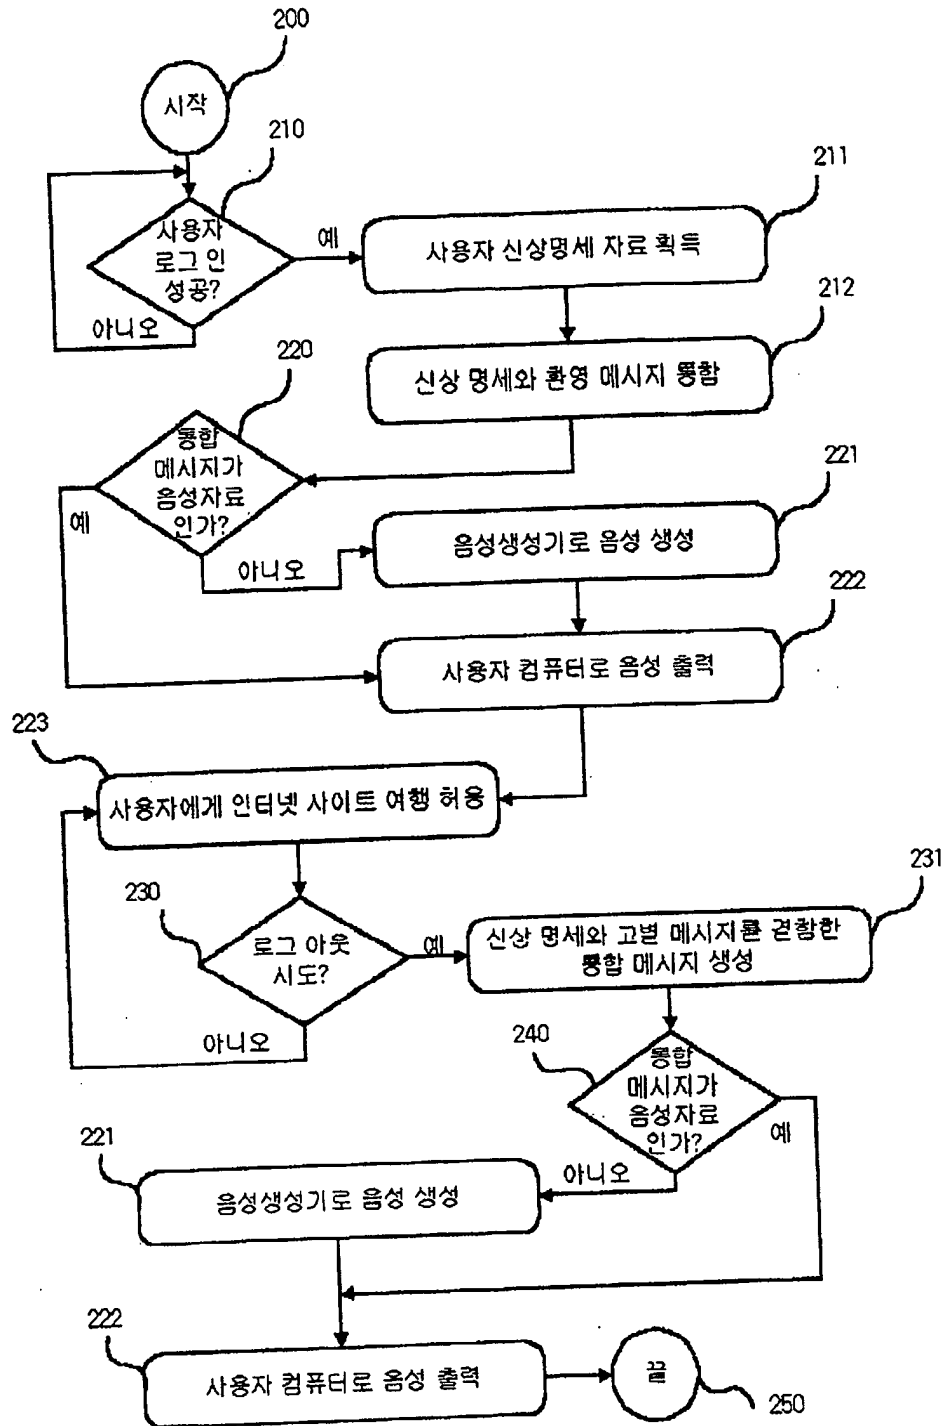 200
시작
210
사용자
로그 인
성공?
예
아니오
211
사용자 신상명세 자료 획득
212
신상 명세와 환영 메시지 통합
220
통합
메시지가
음성자료
인가?
예
아니오
221
음성생성기로 음성 생성
222
사용자 컴퓨터로 음성 출력
223
사용자에게 인터넷 사이트 여행 허용
230
로그 아웃
시도?
예
아니오
231
신상 명세와 고별 메시지를 결합한
통합 메시지 생성
240
통합
메시지가
음성자료
인가?
예
아니오
221
음성생성기로 음성 생성
222
사용자 컴퓨터로 음성 출력
끝
250